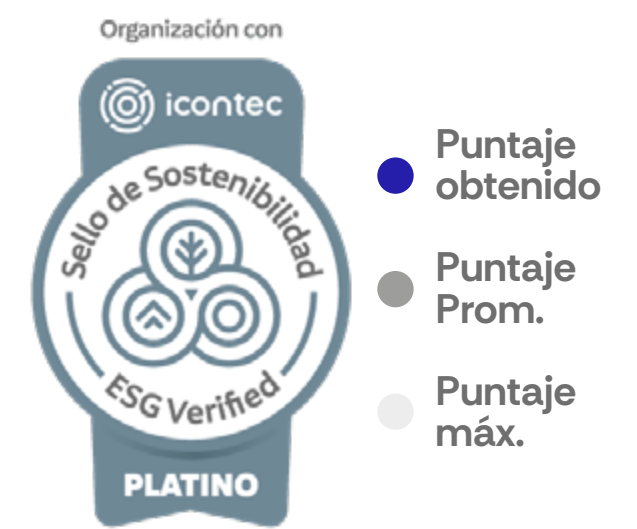 Organización con
icontec
Sello de Sostenibilidad
ESG Verified
PLATINO
Puntaje
obtenido
Puntaje
Prom.
Puntaje
máx.